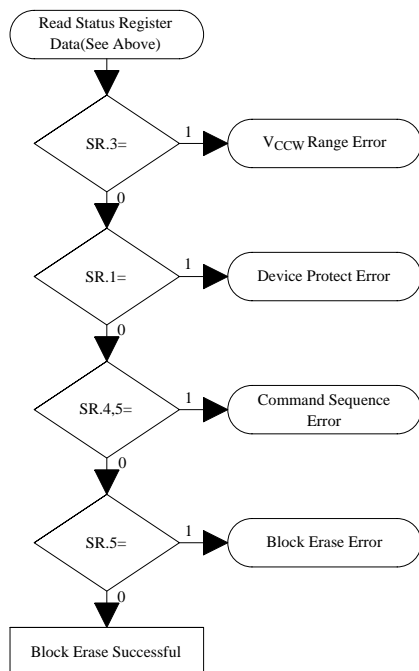 Read Status Register
Data(See Above)
SR.3=
1
VCCW Range Error
0
SR.1=
1
Device Protect Error
0
SR.4,5=
1
Command Sequence
Error
0
SR.5=
1
Block Erase Error
0
Block Erase Successful